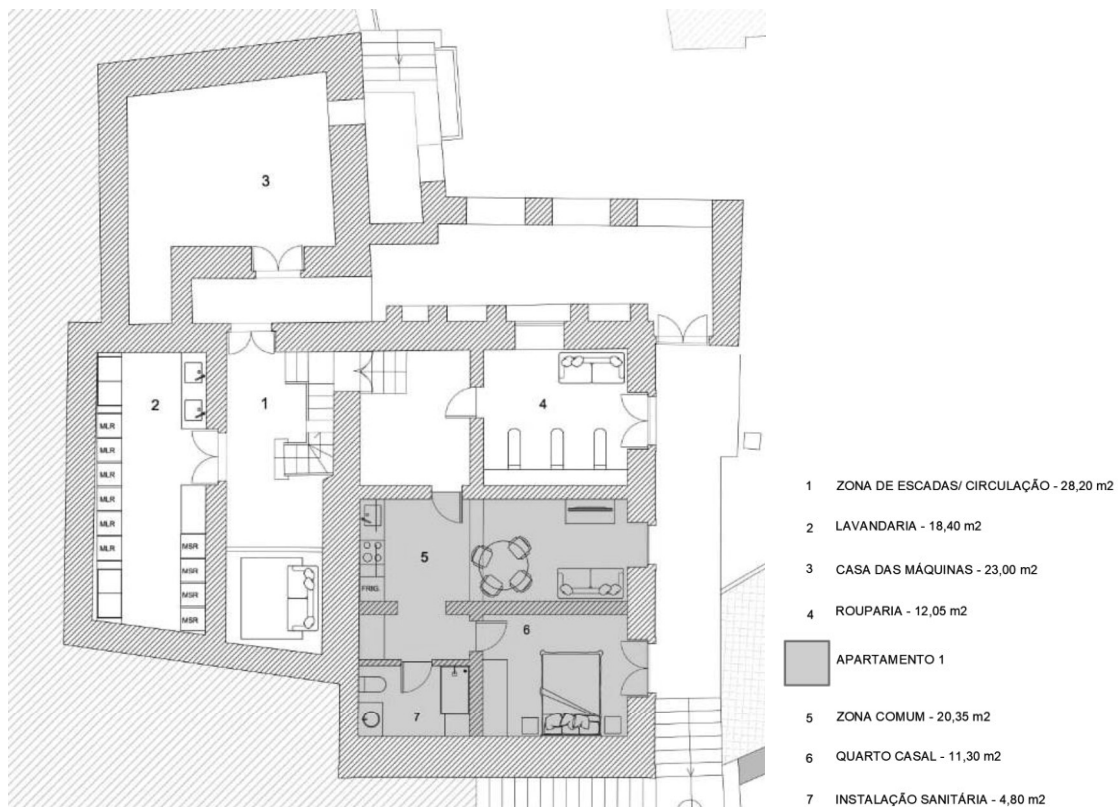 3
2
1
4
MLR
MLR
MLR
MLR
MLR
MLR
MSR
MSR
MSR
MSR
5
FRIG.
6
7
1 ZONA DE ESCADAS/ CIRCULAÇÃO - 28,20 m2
2 LAVANDARIA - 18,40 m2
3 CASA DAS MÁQUINAS - 23,00 m2
4 ROUPARIA - 12,05 m2
APARTAMENTO 1
5 ZONA COMUM - 20,35 m2
6 QUARTO CASAL - 11,30 m2
7 INSTALAÇÃO SANITÁRIA - 4,80 m2